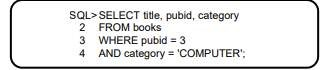 SQL>SELECT title, pubid, category
2 FROM books
3 WHERE pubid = 3
4 AND category = 'COMPUTER';